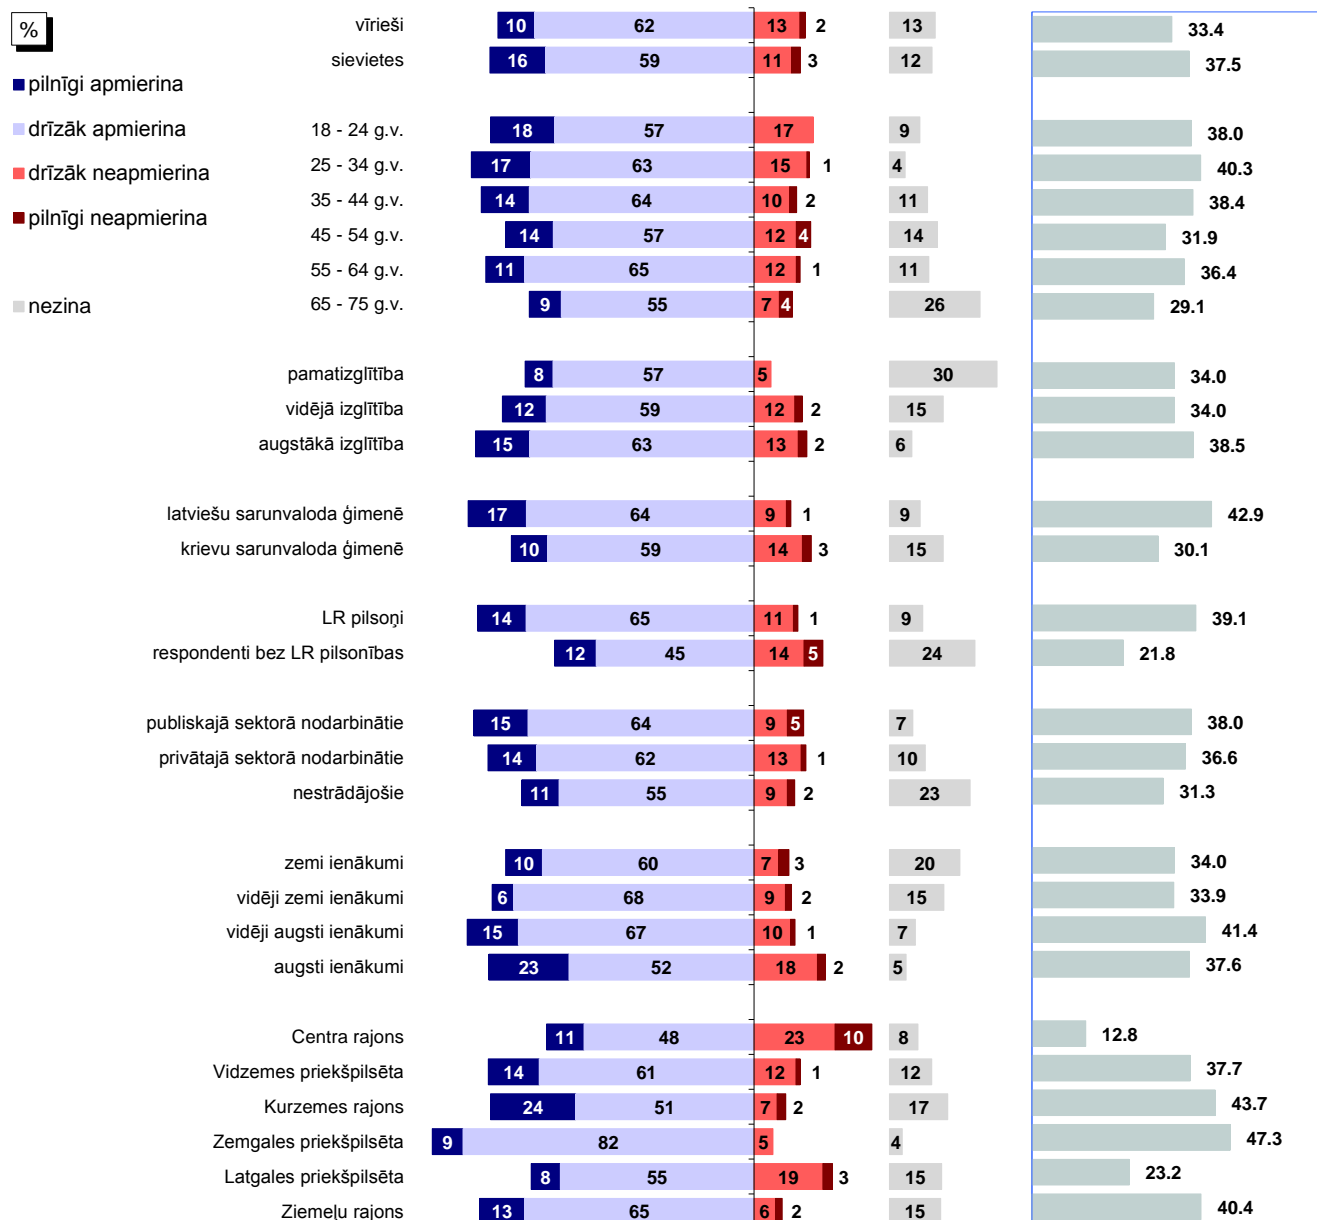 %
pilnīgi apmierina
drīzāk apmierina
drīzāk neapmierina
pilnīgi neapmierina
nezina
vīrieši 10 62 13 2 13 33.4
sievietes 16 59 11 3 12 37.5
18 - 24 g.v. 18 57 17 9 38.0
25 - 34 g.v. 17 63 15 1 4 40.3
35 - 44 g.v. 14 64 10 2 11 38.4
45 - 54 g.v. 14 57 12 4 14 31.9
55 - 64 g.v. 11 65 12 1 11 36.4
65 - 75 g.v. 9 55 7 4 26 29.1
pamatizglītība 8 57 5 30 34.0
vidējā izglītība 12 59 12 2 15 34.0
augstākā izglītība 15 63 13 2 6 38.5
latviešu sarunvaloda ģimenē 17 64 9 1 9 42.9
krievu sarunvaloda ģimenē 10 59 14 3 15 30.1
LR pilsoņi 14 65 11 1 9 39.1
respondenti bez LR pilsonības 12 45 14 5 24 21.8
publiskajā sektorā nodarbinātie 15 64 9 5 7 38.0
privātajā sektorā nodarbinātie 14 62 13 1 10 36.6
nestrādājošie 11 55 9 2 23 31.3
zemi ienākumi 10 60 7 3 20 34.0
vidēji zemi ienākumi 6 68 9 2 15 33.9
vidēji augsti ienākumi 15 67 10 1 7 41.4
augsti ienākumi 23 52 18 2 5 37.6
Centra rajons 11 48 23 10 8 12.8
Vidzemes priekšpilsēta 14 61 12 1 12 37.7
Kurzemes rajons 24 51 7 2 17 43.7
Zemgales priekšpilsēta 9 82 5 4 47.3
Latgales priekšpilsēta 8 55 19 3 15 23.2
Ziemeļu rajons 13 65 6 2 15 40.4